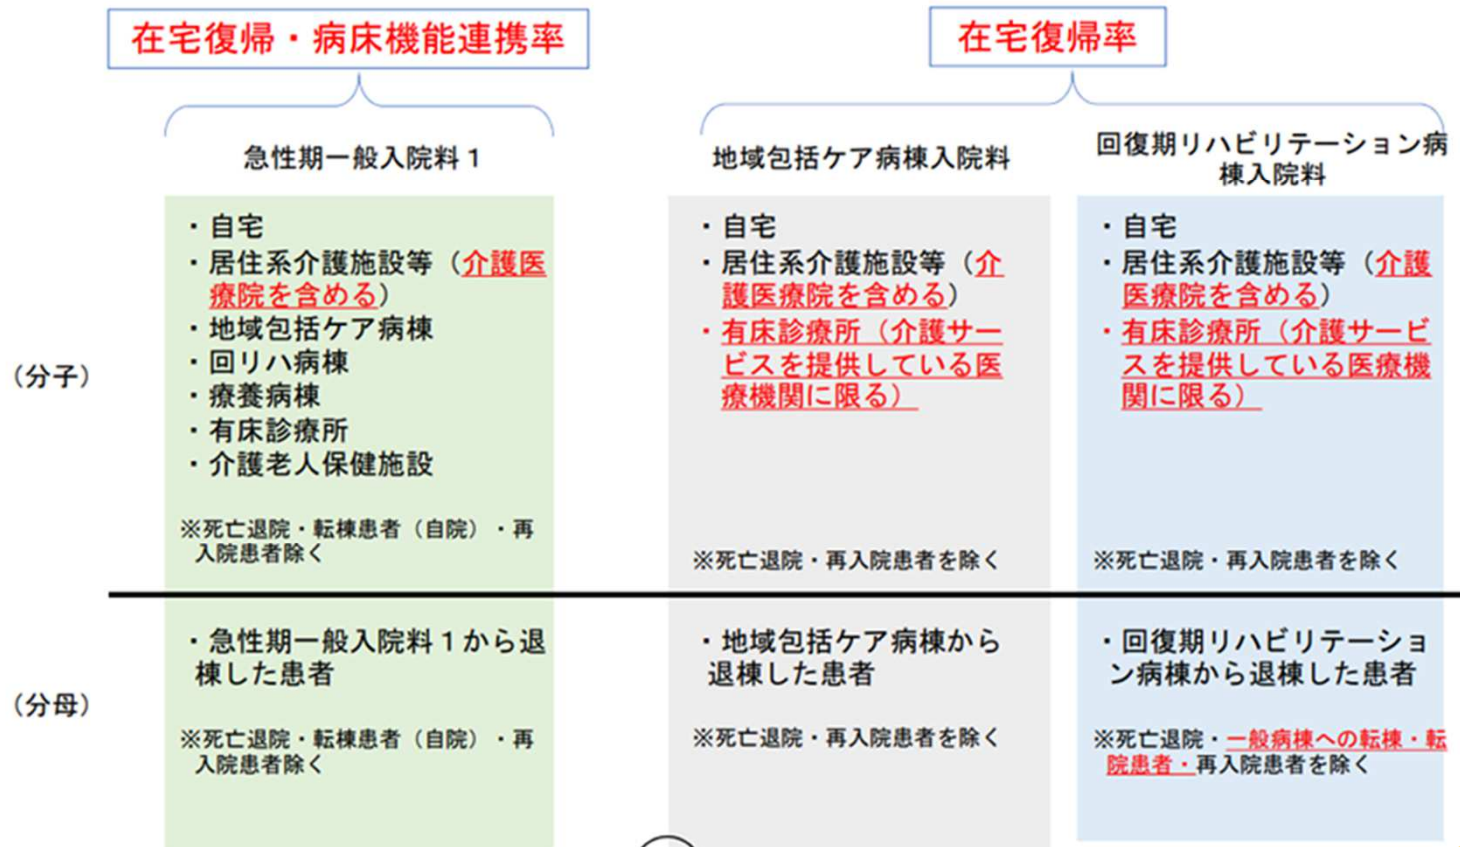 在宅復帰・病床機能連携率
急性期一般入院料１
（分子）
・自宅
・居住系介護施設等（介護医
療院を含める）
・地域包括ケア病棟
・回リハ病棟
・療養病棟
・有床診療所
・介護老人保健施設
※死亡退院・転棟患者（自院）・再
入院患者除く
（分母）
・急性期一般入院料１から退
棟した患者
※死亡退院・転棟患者（自院）・再
入院患者除く
在宅復帰率
地域包括ケア病棟入院料
・自宅
・居住系介護施設等（介
護医療院を含める）
・有床診療所（介護サー
ビスを提供している医
療機関に限る）
※死亡退院・再入院患者を除く
・地域包括ケア病棟から
退棟した患者
※死亡退院・再入院患者を除く
回復期リハビリテーション病
棟入院料
・自宅
・居住系介護施設等（介護
医療院を含める）
・有床診療所（介護サービ
スを提供している医療機
関に限る）
※死亡退院・再入院患者を除く
・回復期リハビリテーショ
ン病棟から退棟した患者
※死亡退院・一般病棟への転棟・転
院患者・再入院患者を除く